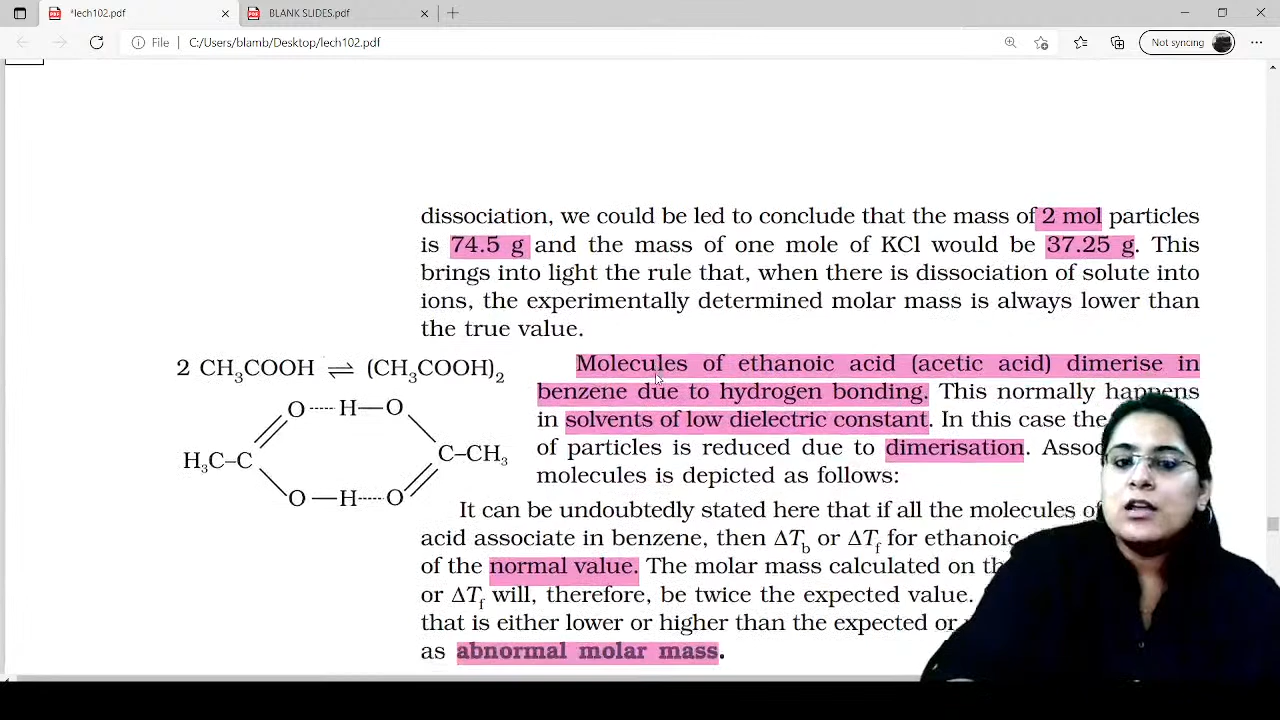 *lech102.pdf
BLANK SLIDES.pdf
File
C:/Users/blamb/Desktop/lech102.pdf
Not syncing
dissociation, we could be led to conclude that the mass of 2 mol particles
is 74.5 g and the mass of one mole of KCl would be 37.25 g. This
brings into light the rule that, when there is dissociation of solute into
ions, the experimentally determined molar mass is always lower than
the true value.
2 CH₃COOH ⇌ (CH₃COOH)₂
Molecules of ethanoic acid (acetic acid) dimerise in
benzene due to hydrogen bonding. This normally happens
in solvents of low dielectric constant. In this case the
of particles is reduced due to dimerisation.
molecules is depicted as follows:
O-----H—O
H₃C–C
C–CH₃
O—H-----O
It can be undoubtedly stated here that if all the molecules of
acid associate in benzene, then ΔTb or ΔTf for ethanoic
of the normal value. The molar mass calculated on
or ΔTf will, therefore, be twice the expected value.
that is either lower or higher than the expected or
as abnormal molar mass.